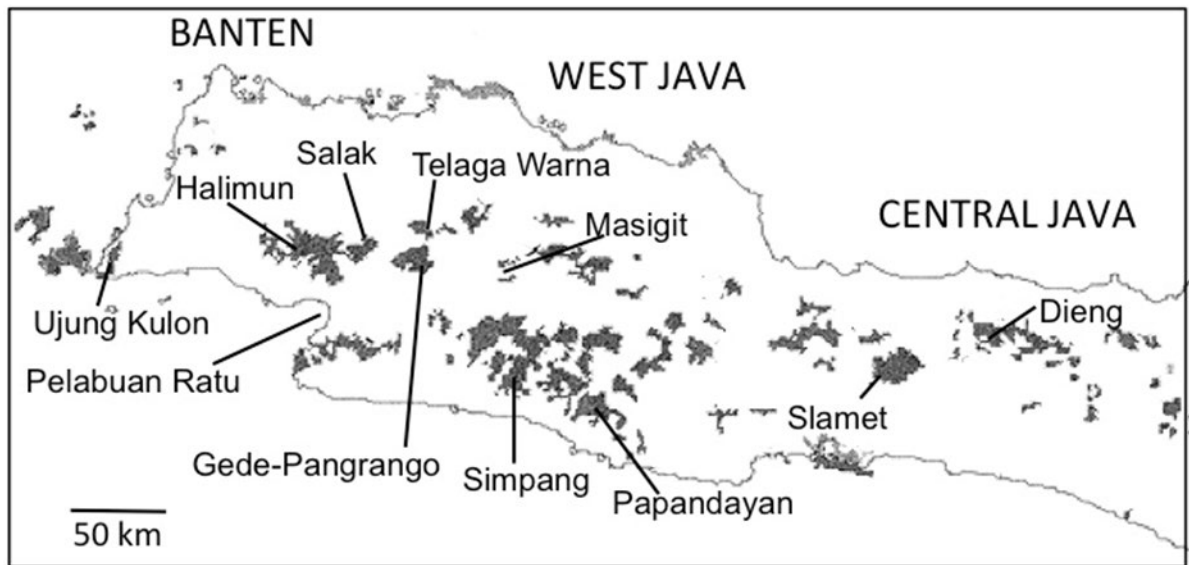 BANTEN
WEST JAVA
Salak
Telaga Warna
Halimun
Masigit
CENTRAL JAVA
Ujung Kulon
Dieng
Pelabuan Ratu
Slamet
Gede-Pangrango
Simpang
Papandayan
50 km